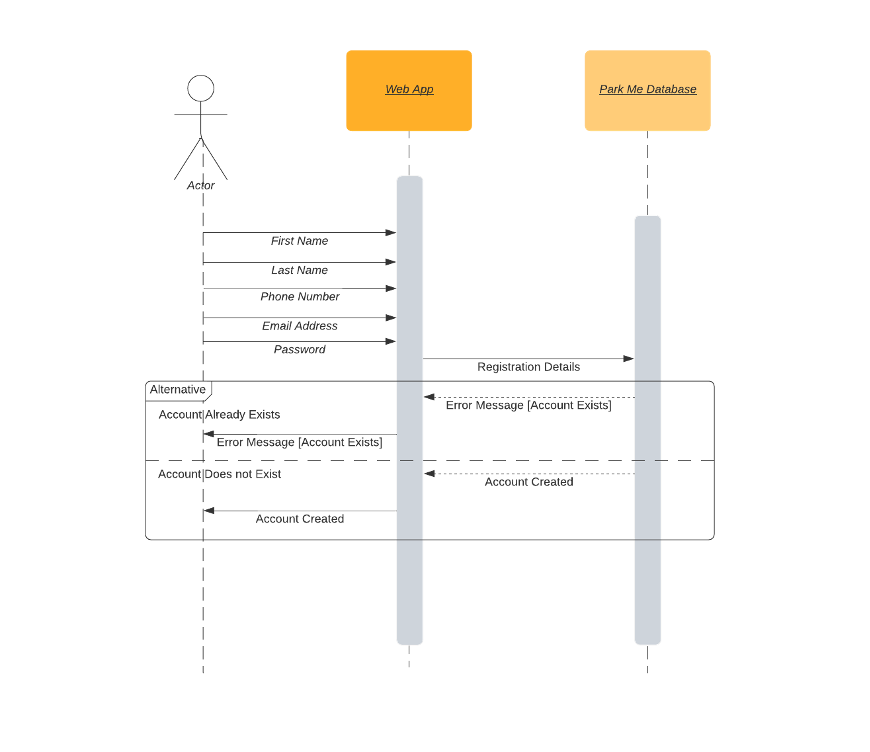 Web App
Park Me Database
Actor
First Name
Last Name
Phone Number
Email Address
Password
Registration Details
Alternative
Error Message [Account Exists]
Account Already Exists
Error Message [Account Exists]
Account Does not Exist
Account Created
Account Created